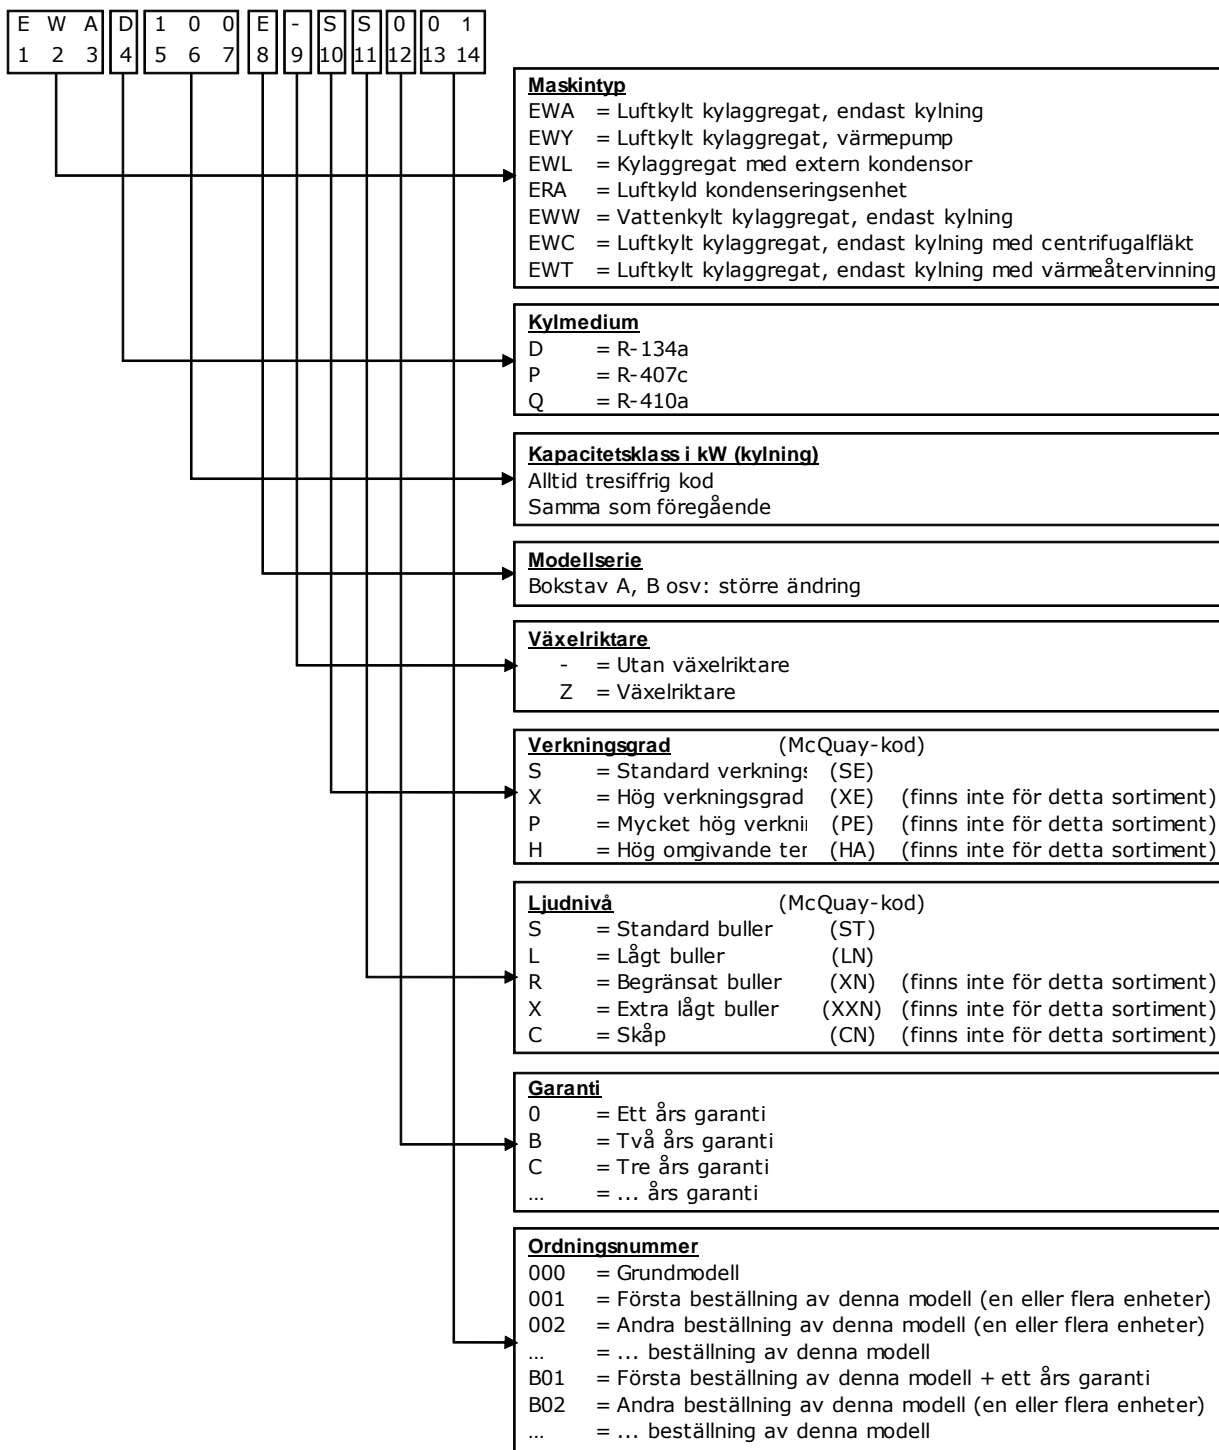 E W A D 1 0 0 E - S S 0 0 1
1 2 3 4 5 6 7 8 9 10 11 12 13 14
Maskintyp
EWA = Luftkylt kylaggregat, endast kylning
EWY = Luftkylt kylaggregat, värmepump
EWL = Kylaggregat med extern kondensor
ERA = Luftkyld kondenseringsenhet
EWW = Vattenkylt kylaggregat, endast kylning
EWC = Luftkylt kylaggregat, endast kylning med centrifugalfläkt
EWT = Luftkylt kylaggregat, endast kylning med värmeåtervinning
Kylmedium
D = R-134a
P = R-407c
Q = R-410a
Kapacitetsklass i kW (kylning)
Alltid tresiffrig kod
Samma som föregående
Modellserie
Bokstav A, B osv: större ändring
Växelriktare
- = Utan växelriktare
Z = Växelriktare
Verkningsgrad (McQuay-kod)
S = Standard verknings (SE)
X = Hög verkningsgrad (XE) (finns inte för detta sortiment)
P = Mycket hög verkni (PE) (finns inte för detta sortiment)
H = Hög omgivande ter (HA) (finns inte för detta sortiment)
Ljudnivå (McQuay-kod)
S = Standard buller (ST)
L = Lågt buller (LN)
R = Begränsat buller (XN) (finns inte för detta sortiment)
X = Extra lågt buller (XXN) (finns inte för detta sortiment)
C = Skåp (CN) (finns inte för detta sortiment)
Garanti
0 = Ett års garanti
B = Två års garanti
C = Tre års garanti
... = ... års garanti
Ordningsnummer
000 = Grundmodell
001 = Första beställning av denna modell (en eller flera enheter)
002 = Andra beställning av denna modell (en eller flera enheter)
... = ... beställning av denna modell
B01 = Första beställning av denna modell + ett års garanti
B02 = Andra beställning av denna modell (en eller flera enheter)
... = ... beställning av denna modell